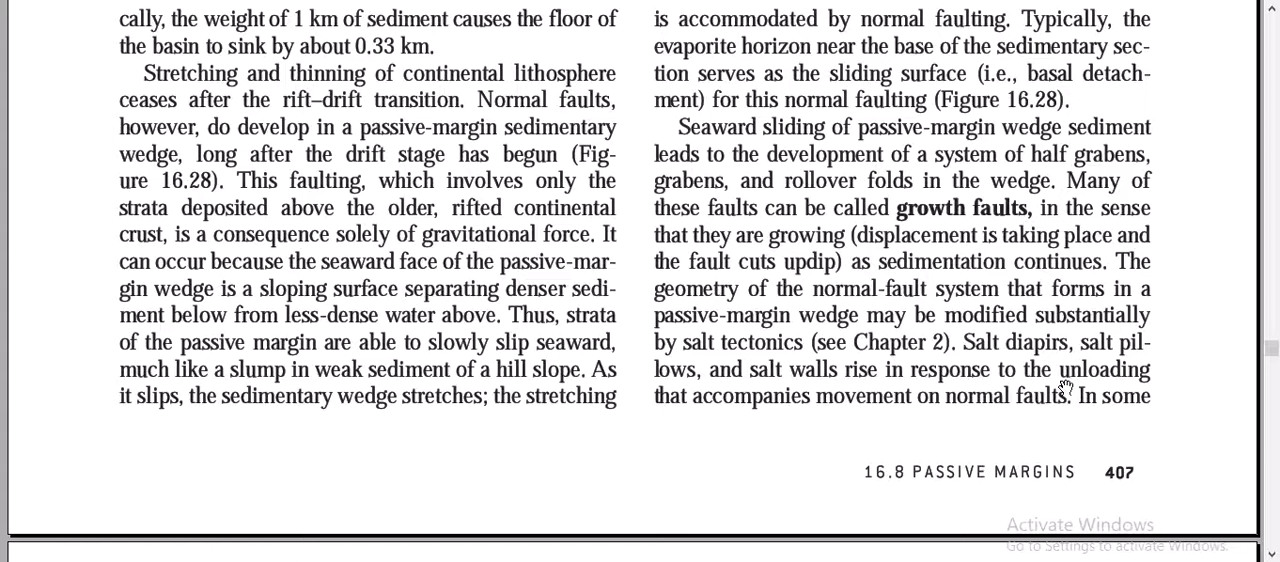 cally, the weight of 1 km of sediment causes the floor of
the basin to sink by about 0.33 km.
Stretching and thinning of continental lithosphere
ceases after the rift–drift transition. Normal faults,
however, do develop in a passive-margin sedimentary
wedge, long after the drift stage has begun (Fig-
ure 16.28). This faulting, which involves only the
strata deposited above the older, rifted continental
crust, is a consequence solely of gravitational force. It
can occur because the seaward face of the passive-mar-
gin wedge is a sloping surface separating denser sedi-
ment below from less-dense water above. Thus, strata
of the passive margin are able to slowly slip seaward,
much like a slump in weak sediment of a hill slope. As
it slips, the sedimentary wedge stretches; the stretching
is accommodated by normal faulting. Typically, the
evaporite horizon near the base of the sedimentary sec-
tion serves as the sliding surface (i.e., basal detach-
ment) for this normal faulting (Figure 16.28).
Seaward sliding of passive-margin wedge sediment
leads to the development of a system of half grabens,
grabens, and rollover folds in the wedge. Many of
these faults can be called growth faults, in the sense
that they are growing (displacement is taking place and
the fault cuts updip) as sedimentation continues. The
geometry of the normal-fault system that forms in a
passive-margin wedge may be modified substantially
by salt tectonics (see Chapter 2). Salt diapirs, salt pil-
lows, and salt walls rise in response to the unloading
that accompanies movement on normal faults. In some
16.8 PASSIVE MARGINS 407
Activate Windows
Go to Settings to activate Windows.